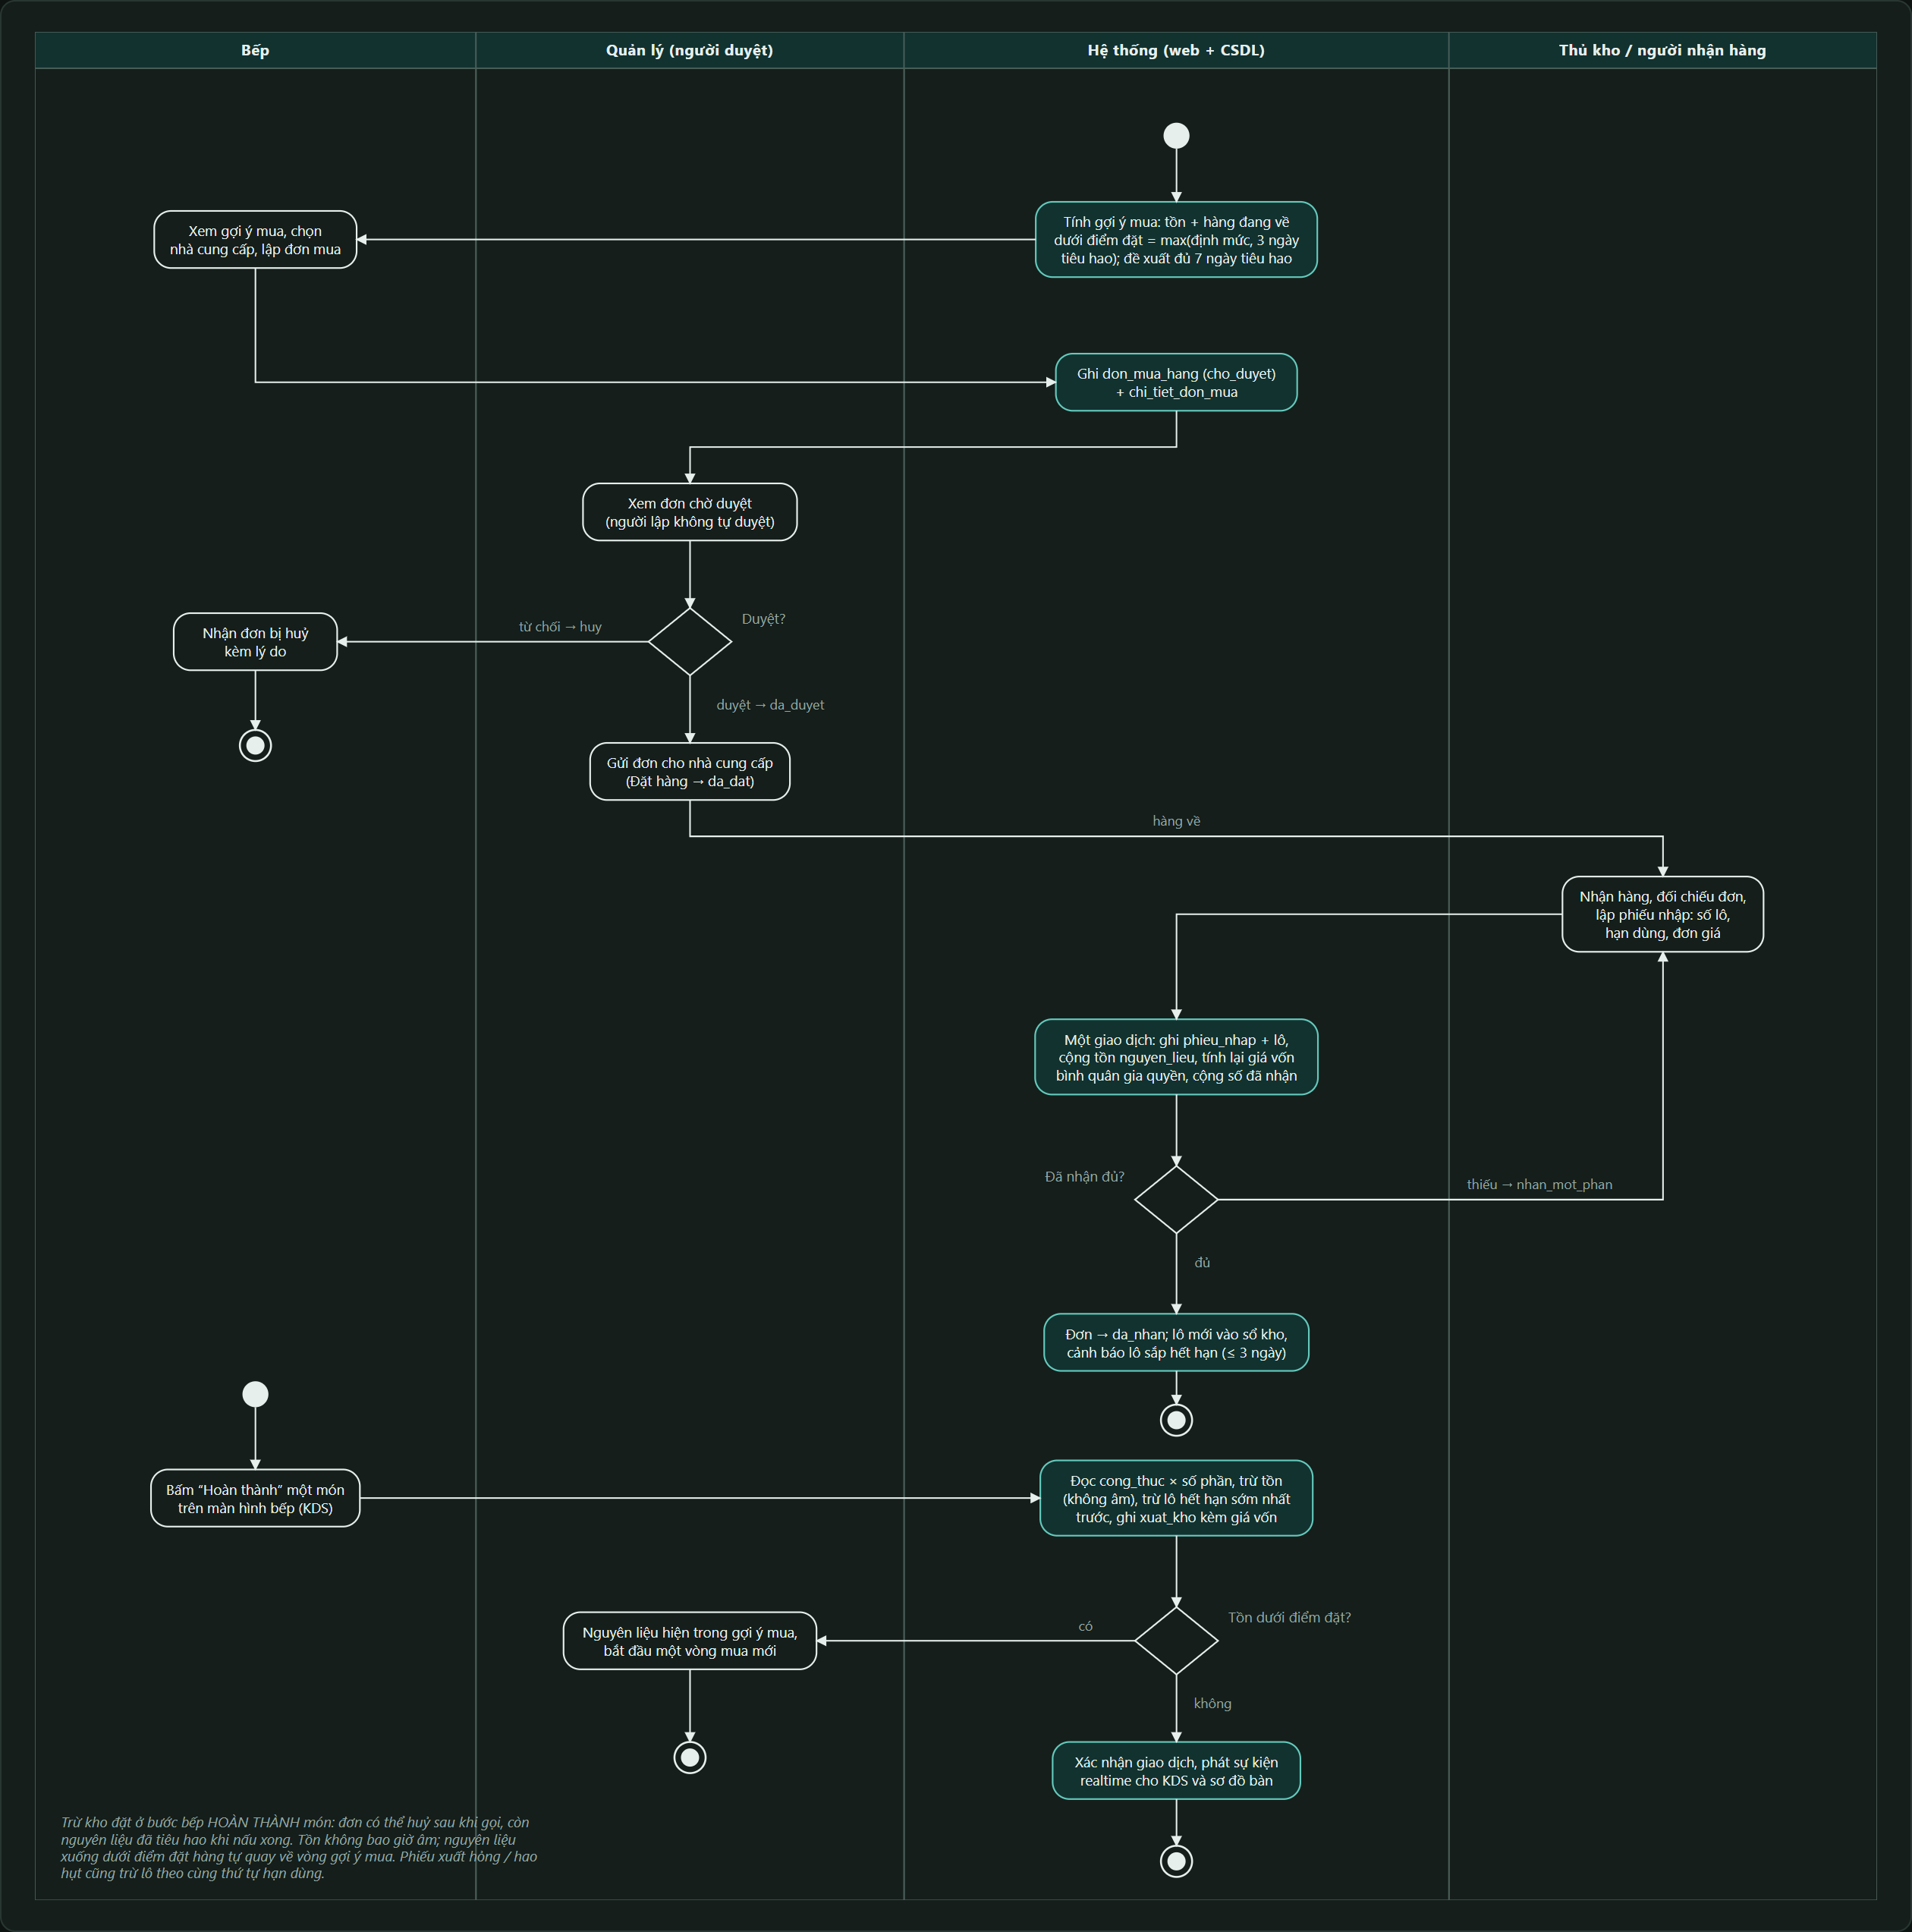 Bếp
Quản lý (người duyệt)
Hệ thống (web + CSDL)
Thủ kho / người nhận hàng
Tính gợi ý mua: tồn + hàng đang về
dưới điểm đặt = max(định mức, 3 ngày
tiêu hao); đề xuất đủ 7 ngày tiêu hao
Xem gợi ý mua, chọn
nhà cung cấp, lập đơn mua
Ghi don_mua_hang (cho_duyet)
+ chi_tiet_don_mua
Xem đơn chờ duyệt
(người lập không tự duyệt)
Duyệt?
từ chối → huy
Nhận đơn bị huỷ
kèm lý do
duyệt → da_duyet
Gửi đơn cho nhà cung cấp
(Đặt hàng → da_dat)
hàng về
Nhận hàng, đối chiếu đơn,
lập phiếu nhập: số lô,
hạn dùng, đơn giá
Một giao dịch: ghi phieu_nhap + lô,
cộng tồn nguyen_lieu, tính lại giá vốn
bình quân gia quyền, cộng số đã nhận
Đã nhận đủ?
thiếu → nhan_mot_phan
đủ
Đơn → da_nhan; lô mới vào sổ kho,
cảnh báo lô sắp hết hạn (≤ 3 ngày)
Bấm “Hoàn thành” một món
trên màn hình bếp (KDS)
Đọc cong_thuc × số phần, trừ tồn
(không âm), trừ lô hết hạn sớm nhất
trước, ghi xuat_kho kèm giá vốn
Tồn dưới điểm đặt?
có
Nguyên liệu hiện trong gợi ý mua,
bắt đầu một vòng mua mới
không
Xác nhận giao dịch, phát sự kiện
realtime cho KDS và sơ đồ bàn
Trừ kho đặt ở bước bếp HOÀN THÀNH món: đơn có thể huỷ sau khi gọi, còn
nguyên liệu đã tiêu hao khi nấu xong. Tồn không bao giờ âm; nguyên liệu
xuống dưới điểm đặt hàng tự quay về vòng gợi ý mua. Phiếu xuất hỏng / hao
hụt cũng trừ lô theo cùng thứ tự hạn dùng.